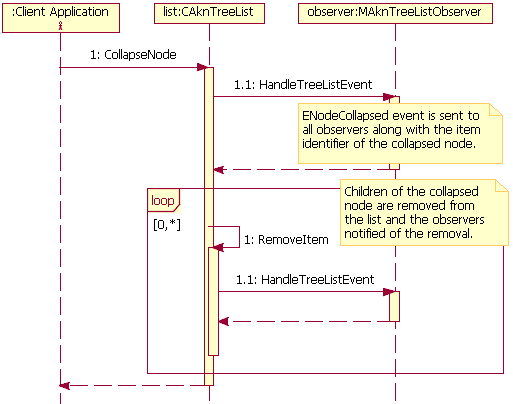 :Client Application
list:CAknTreeList
observer:MAknTreeListObserver
1: CollapseNode
1.1: HandleTreeListEvent
ENodeCollapsed event is sent to
all observers along with the item
identifier of the collapsed node.
loop
[0,*]
Children of the collapsed
node are removed from
the list and the observers
notified of the removal.
1: RemoveItem
1.1: HandleTreeListEvent